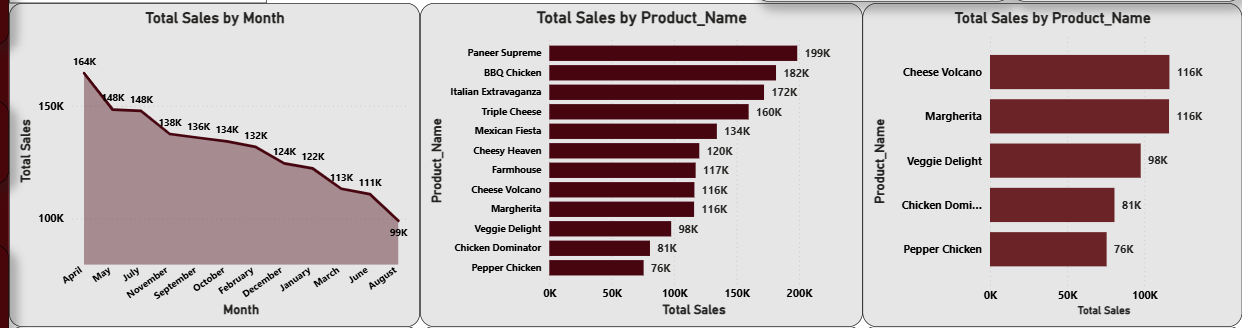 Total Sales by Month
164K
148K
148K
138K
136K
134K
132K
124K
122K
113K
111K
99K
150K
100K
Total Sales
April
May
July
November
September
October
February
December
January
March
June
August
Month
Total Sales by Product_Name
Product_Name
Paneer Supreme 199K
BBQ Chicken 182K
Italian Extravaganza 172K
Triple Cheese 160K
Mexican Fiesta 134K
Cheesy Heaven 120K
Farmhouse 117K
Cheese Volcano 116K
Margherita 116K
Veggie Delight 98K
Chicken Dominator 81K
Pepper Chicken 76K
0K 50K 100K 150K 200K
Total Sales
Total Sales by Product_Name
Product_Name
Cheese Volcano 116K
Margherita 116K
Veggie Delight 98K
Chicken Domi... 81K
Pepper Chicken 76K
0K 50K 100K
Total Sales